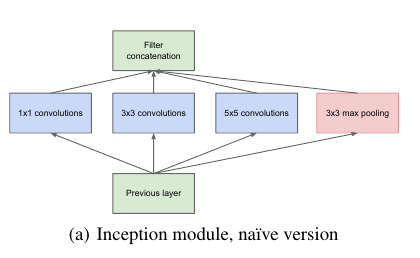 Filter
concatenation
1x1 convolutions
3x3 convolutions
5x5 convolutions
3x3 max pooling
Previous layer
(a) Inception module, naïve version